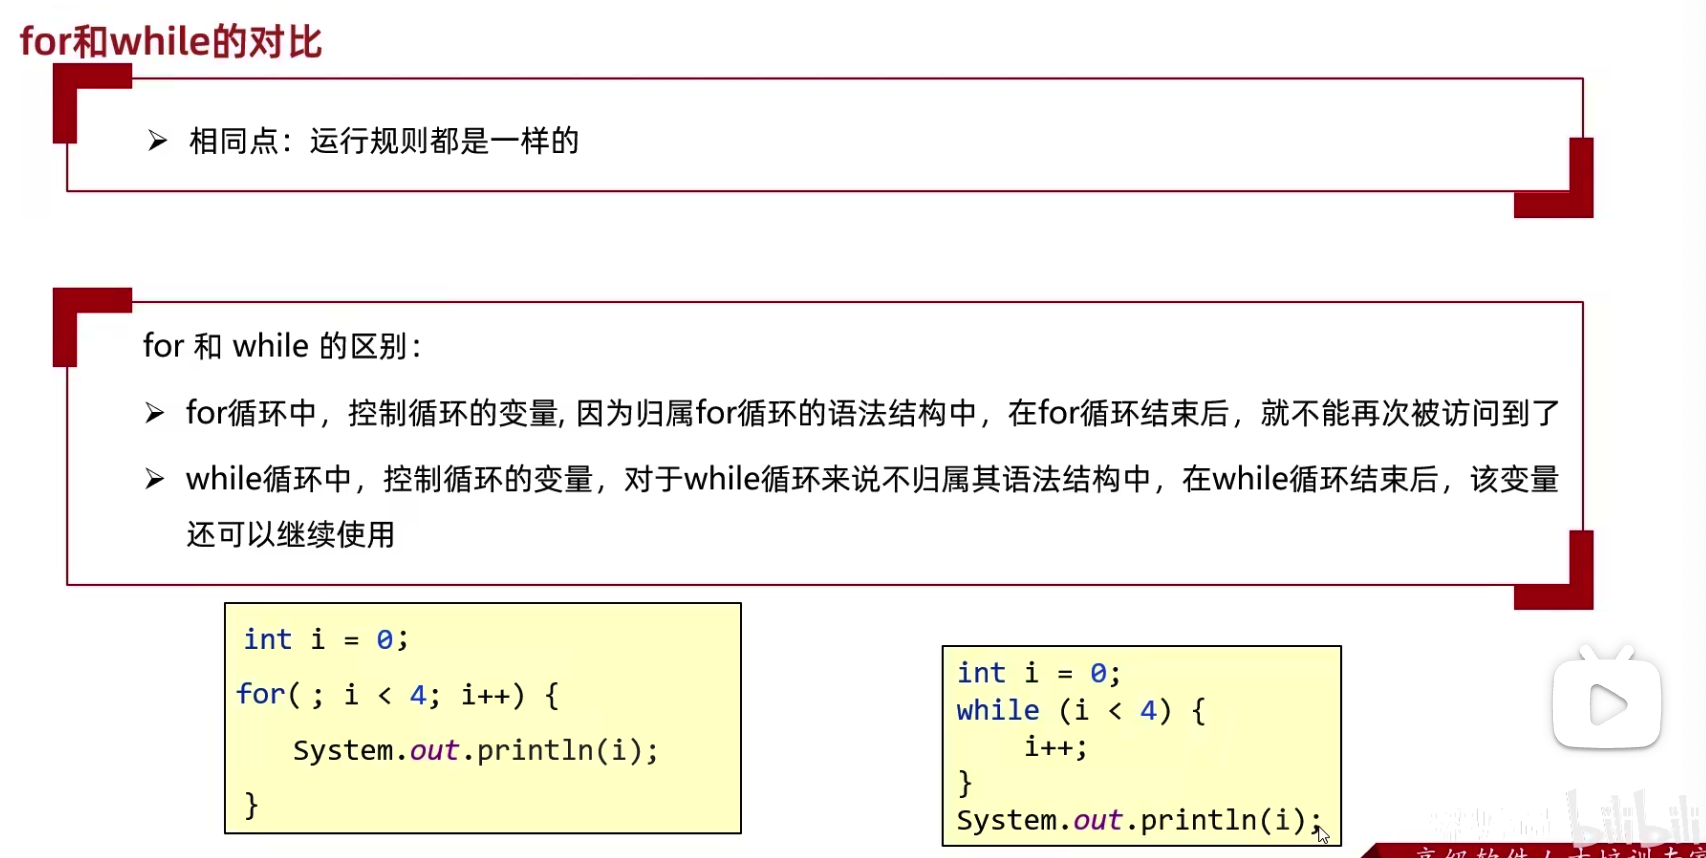 for和while的对比
➢ 相同点：运行规则都是一样的
for 和 while 的区别：
➢ for循环中，控制循环的变量, 因为归属for循环的语法结构中，在for循环结束后，就不能再次被访问到了
➢ while循环中，控制循环的变量，对于while循环来说不归属其语法结构中，在while循环结束后，该变量
还可以继续使用
int i = 0;
for( ; i < 4; i++) {
System.out.println(i);
}
int i = 0;
while (i < 4) {
i++;
}
System.out.println(i);
bilibili